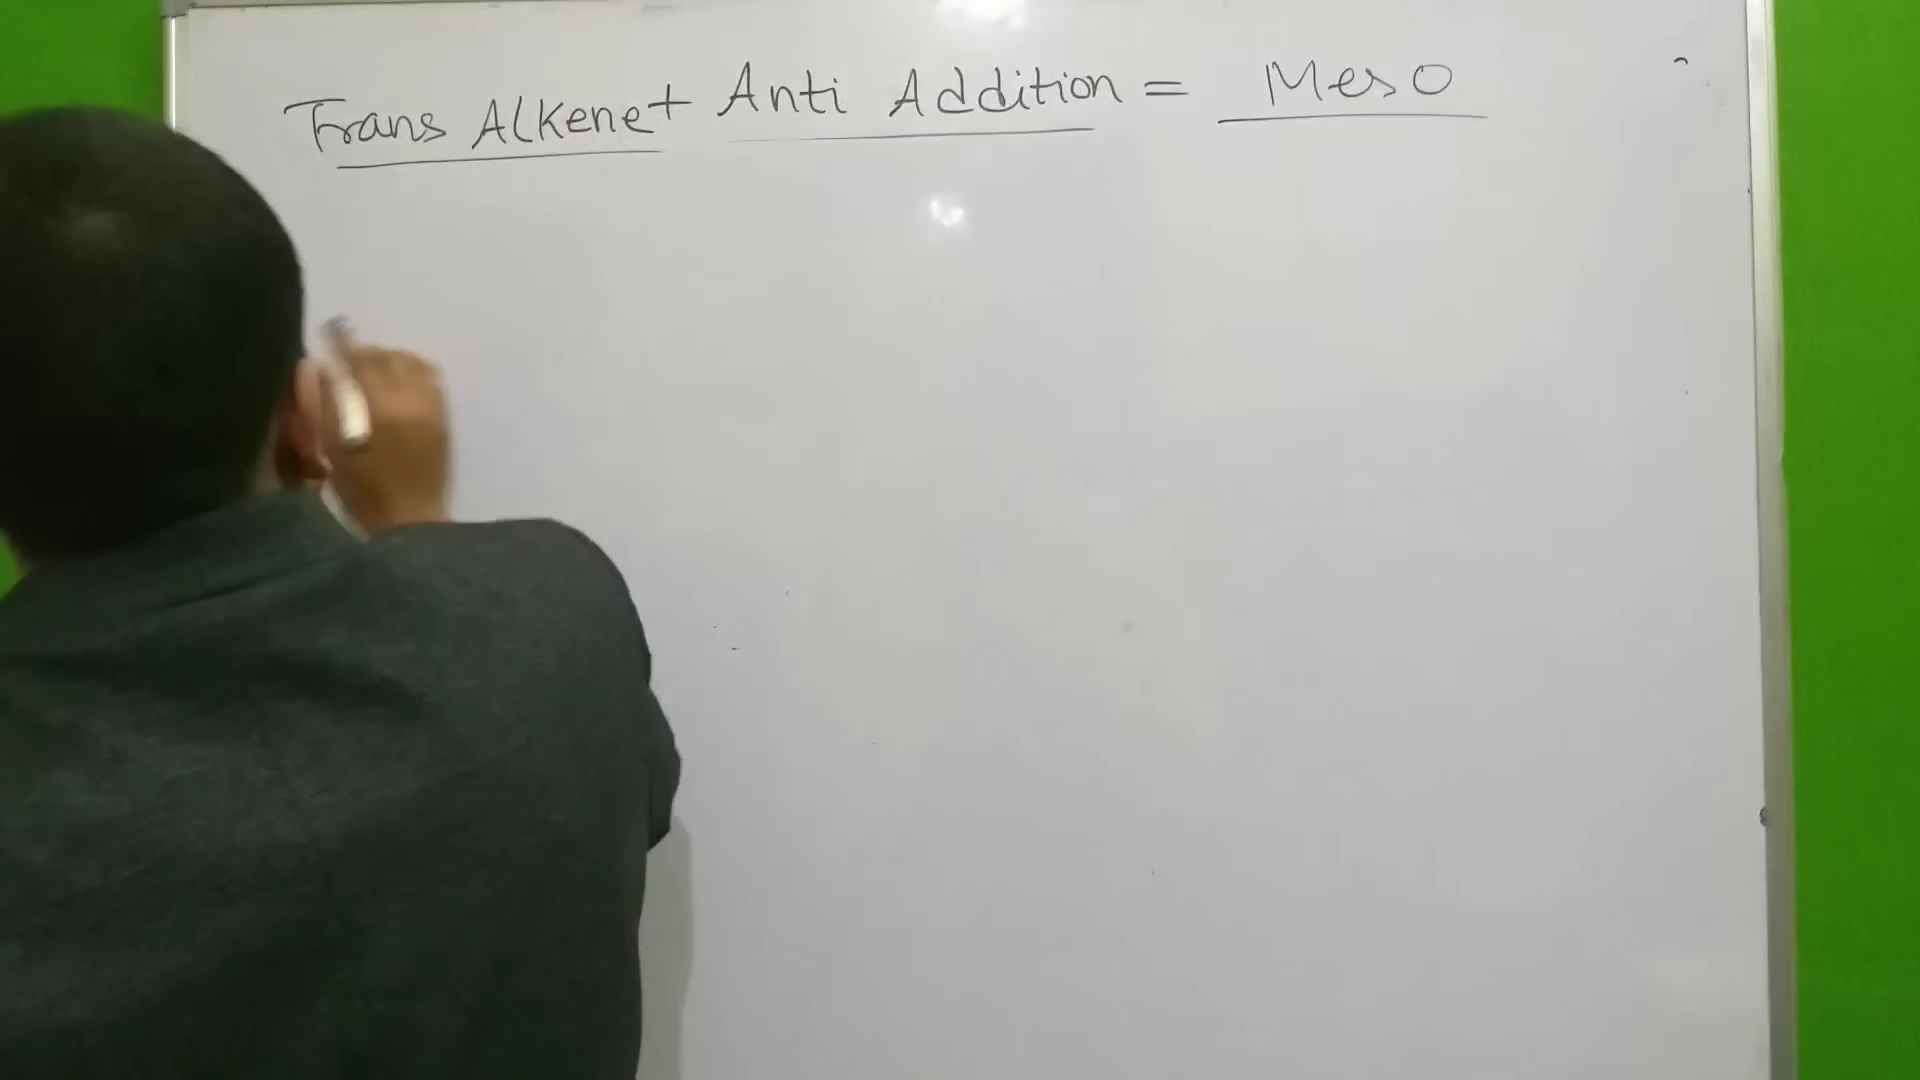 Trans Alkene + Anti Addition = Meso